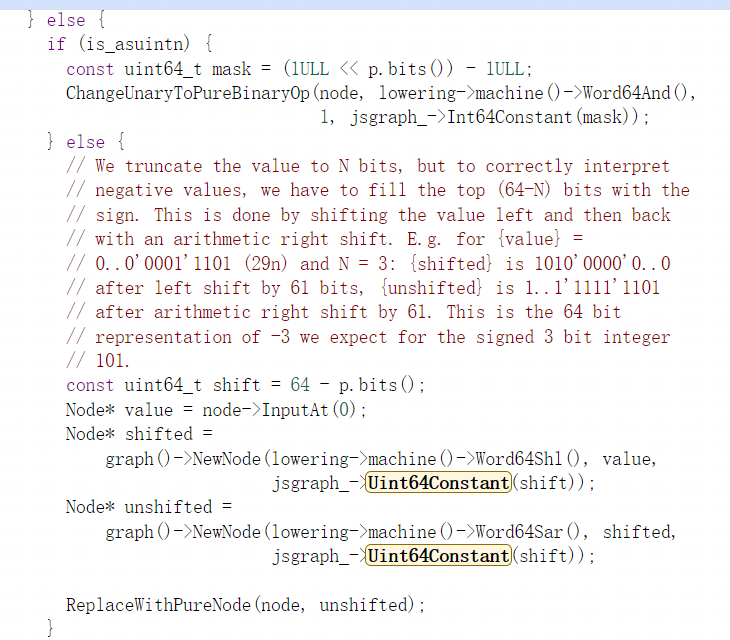 } else {
if (is_asuintn) {
const uint64_t mask = (1ULL << p.bits()) - 1ULL;
ChangeUnaryToPureBinaryOp(node, lowering->machine()->Word64And(),
1, jsgraph_->Int64Constant(mask));
} else {
// We truncate the value to N bits, but to correctly interpret
// negative values, we have to fill the top (64-N) bits with the
// sign. This is done by shifting the value left and then back
// with an arithmetic right shift. E.g. for {value} =
// 0..0'0001'1101 (29n) and N = 3: {shifted} is 1010'0000'0..0
// after left shift by 61 bits, {unshifted} is 1..1'1111'1101
// after arithmetic right shift by 61. This is the 64 bit
// representation of -3 we expect for the signed 3 bit integer
// 101.
const uint64_t shift = 64 - p.bits();
Node* value = node->InputAt(0);
Node* shifted =
graph()->NewNode(lowering->machine()->Word64Shl(), value,
jsgraph_->Uint64Constant(shift));
Node* unshifted =
graph()->NewNode(lowering->machine()->Word64Sar(), shifted,
jsgraph_->Uint64Constant(shift));
ReplaceWithPureNode(node, unshifted);
}